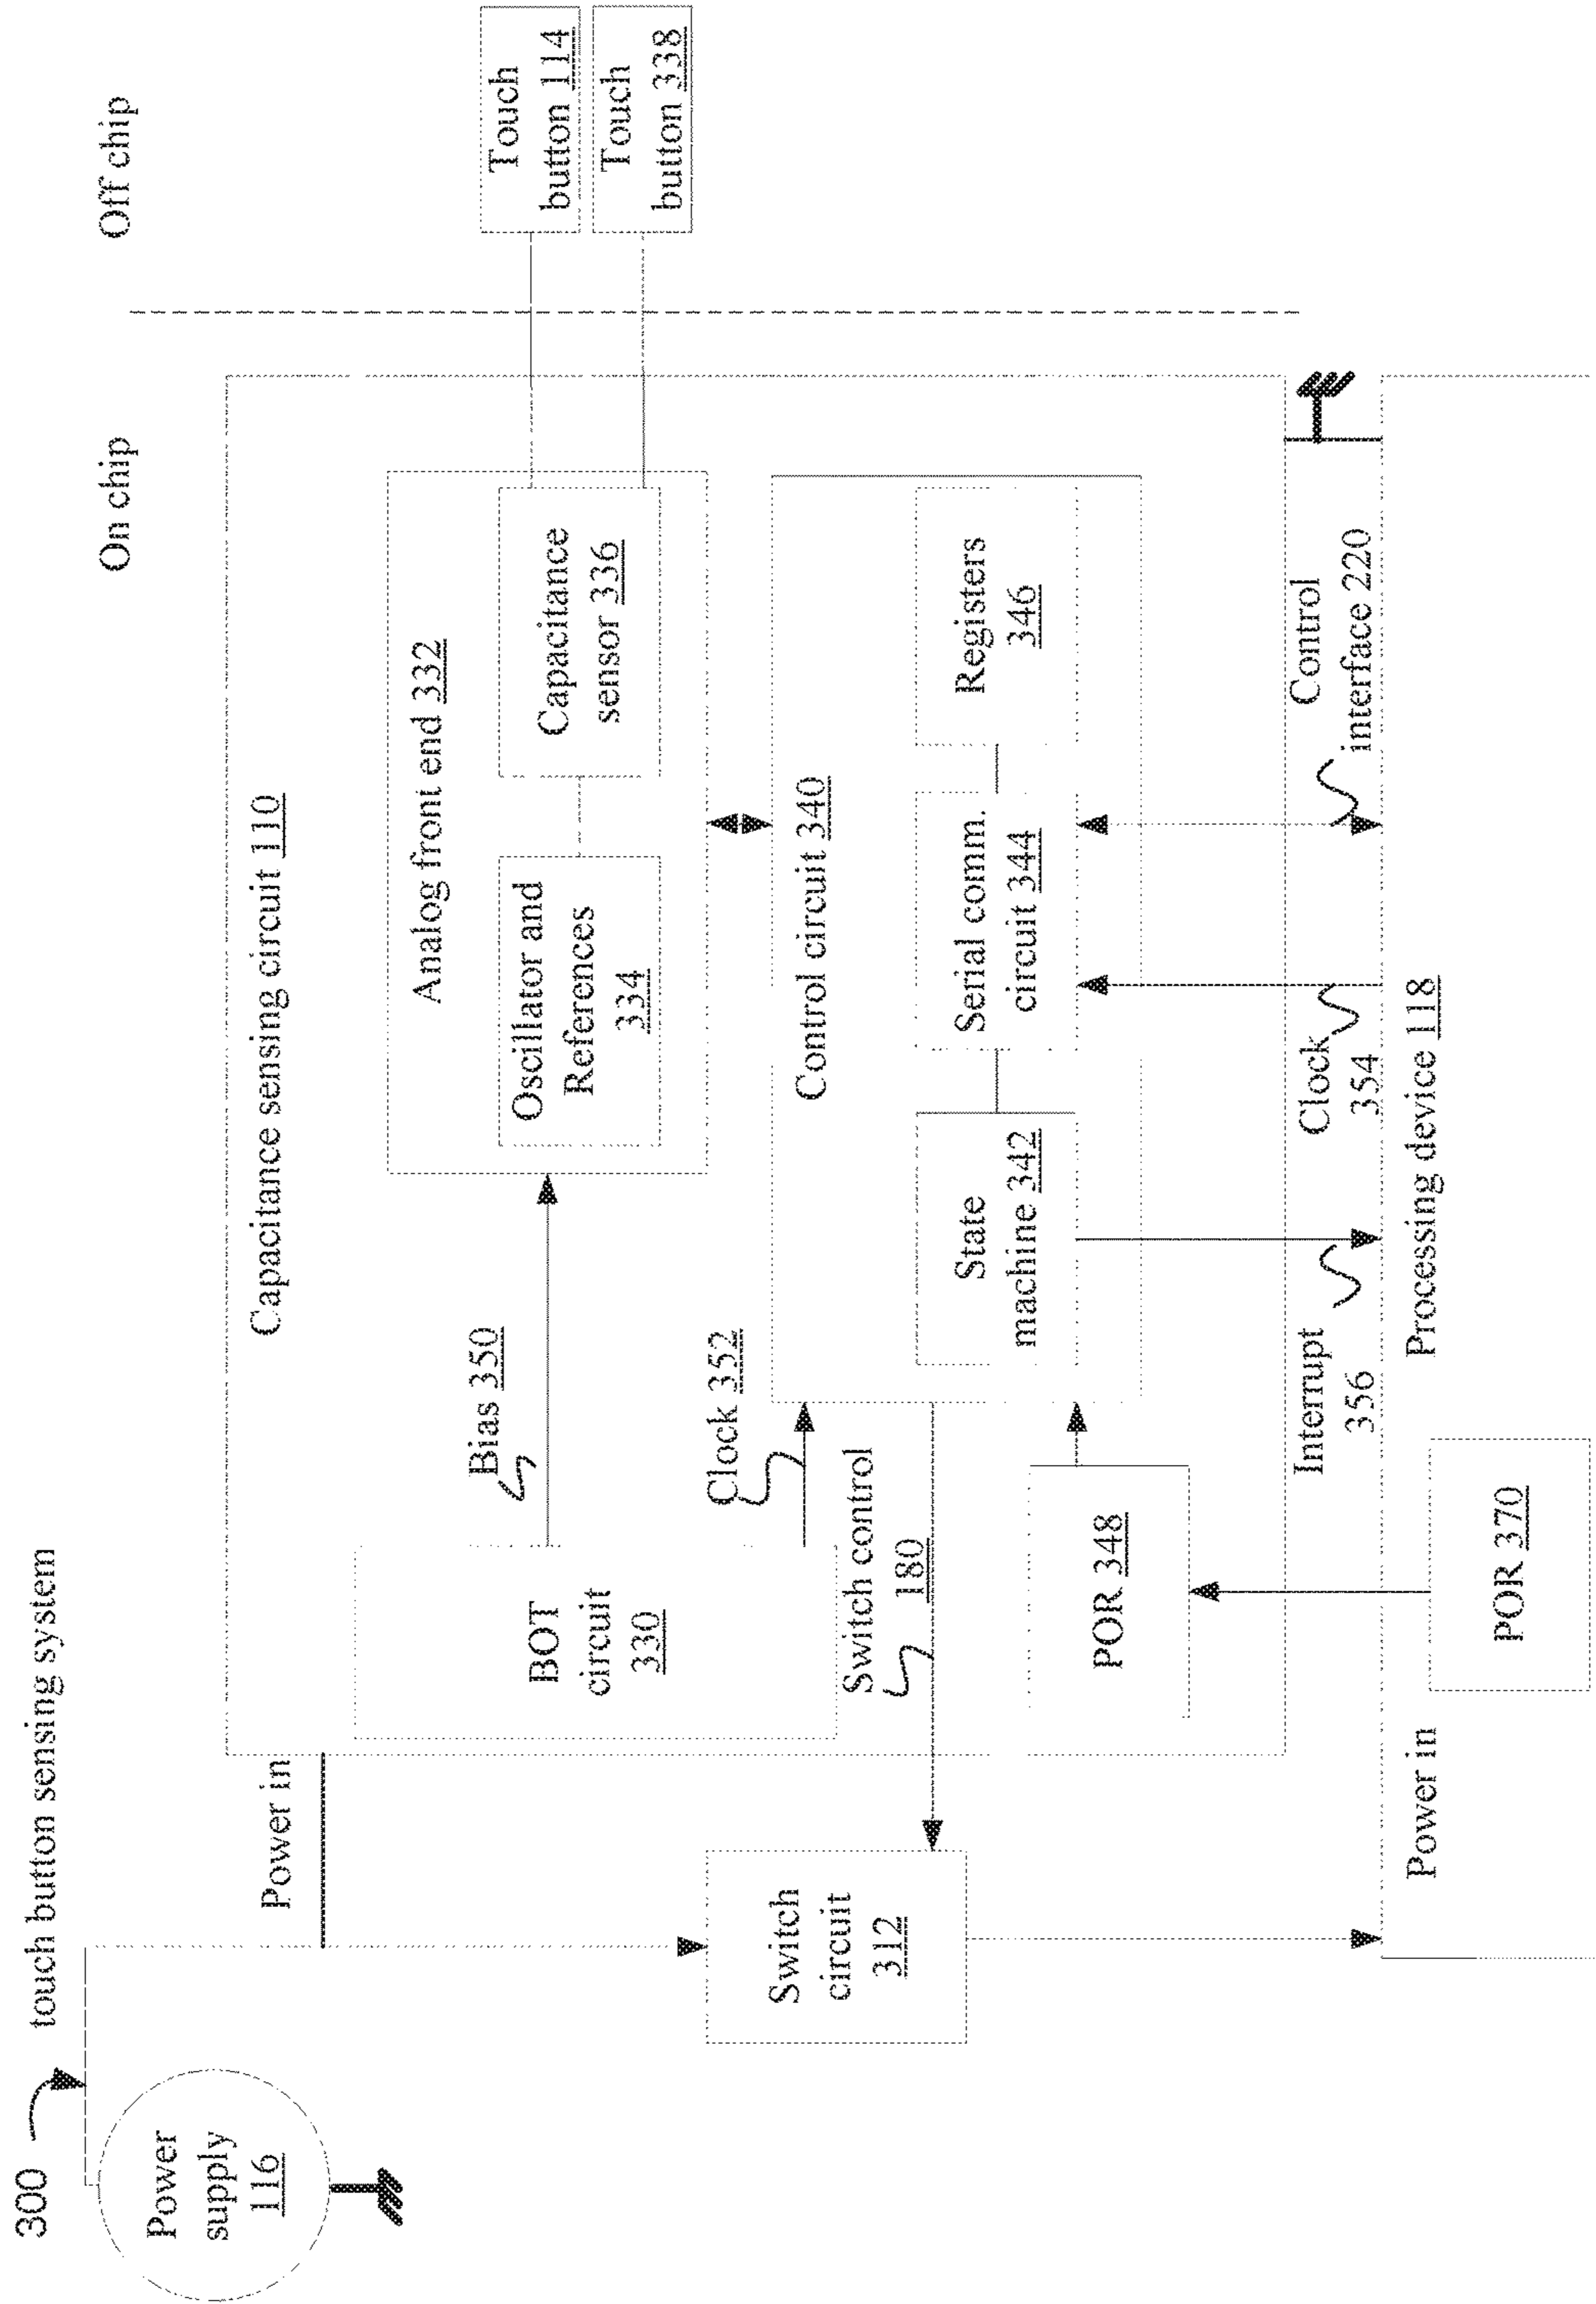 300
touch button sensing system
On chip
Off chip
Power
supply
116
Power in
Capacitance sensing circuit 110
BOT
circuit
330
Bias 350
Analog front end 332
Oscillator and
References
334
Capacitance
sensor 336
Touch
button 114
Touch
button 338
Clock 352
Control circuit 340
Switch
circuit
312
Switch control
180
State
machine 342
Serial comm.
circuit 344
Registers
346
POR 348
Interrupt
356
Clock
354
Control
interface 220
Power in
Processing device 118
POR 370